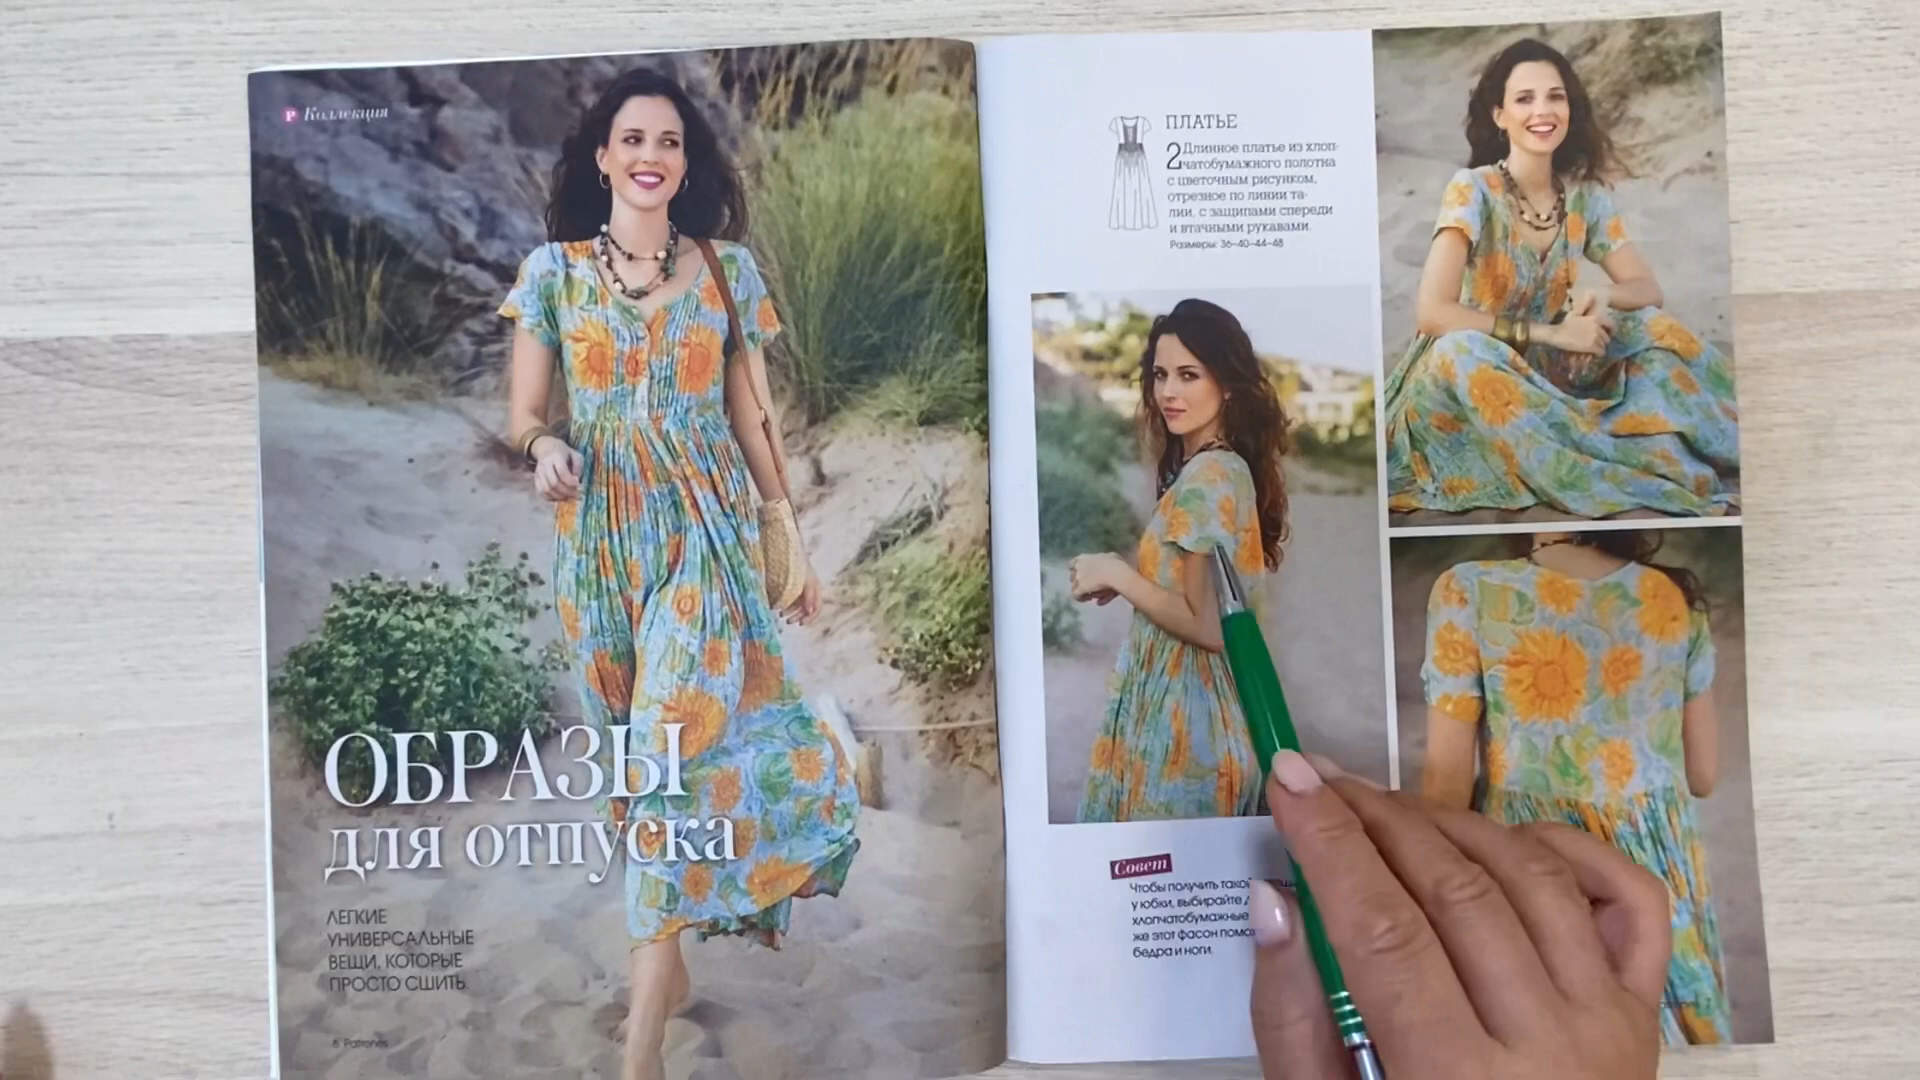 P Коллекция
ОБРАЗЫ
для отпуска
ЛЕГКИЕ
УНИВЕРСАЛЬНЫЕ
ВЕЩИ, КОТОРЫЕ
ПРОСТО СШИТЬ
6 Patrones
ПЛАТЬЕ
2 Длинное платье из хлоп-
чатобумажного полотна
с цветочным рисунком,
отрезное по линии та-
лии, с защипами спереди
и втачными рукавами.
Размеры: 36–40–44–48
Совет
Чтобы получить такой
у юбки, выбирайте
хлопчатобумажные
же этот фасон
бедра и ноги.